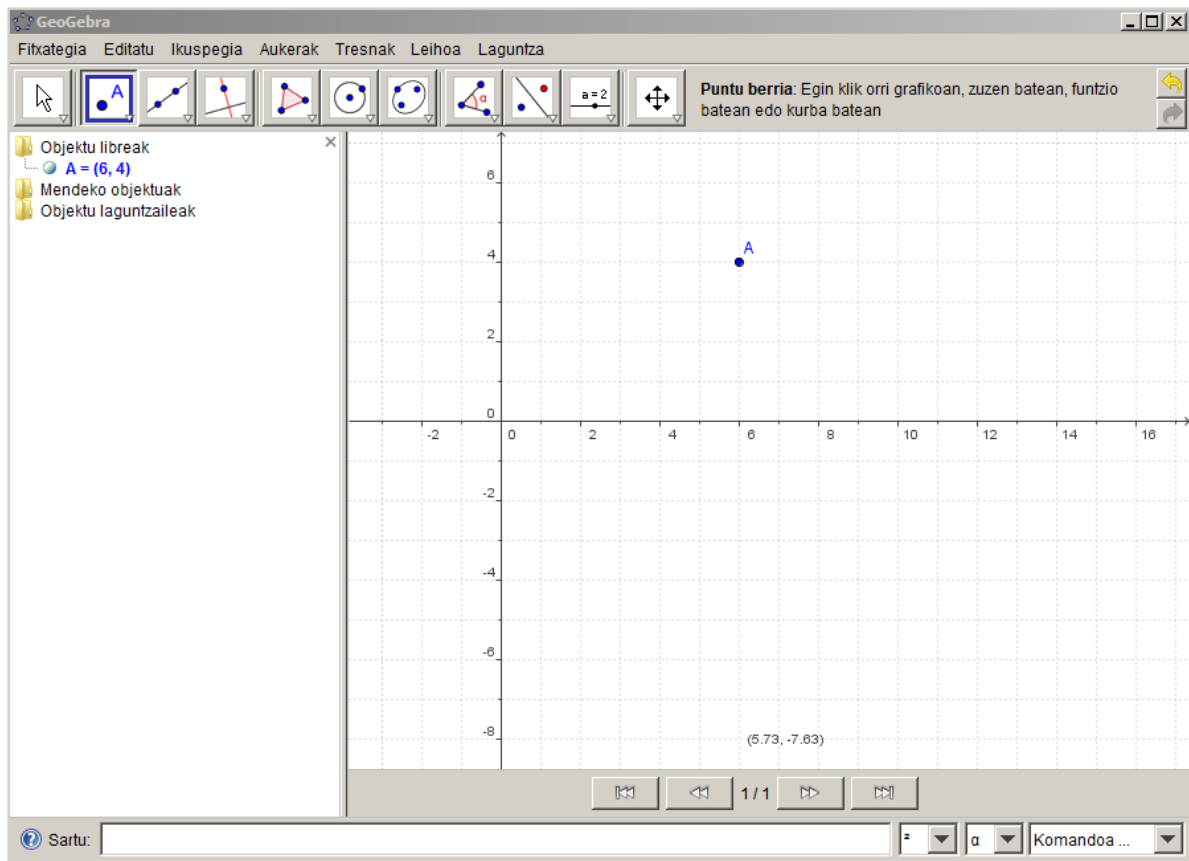 GeoGebra
Fitxategia Editatu Ikuspegia Aukerak Tresnak Leihoa Laguntza
A
α
a = 2
Puntu berria: Egin klik orri grafikoan, zuzen batean, funtzio
batean edo kurba batean
Objektu libreak
A = (6, 4)
Mendeko objektuak
Objektu laguntzaileak
6
A
4
2
0
-2 0 2 4 6 8 10 12 14 16
-2
-4
-6
-8
(5.73, -7.63)
1 / 1
Sartu:
²
α
Komandoa ...